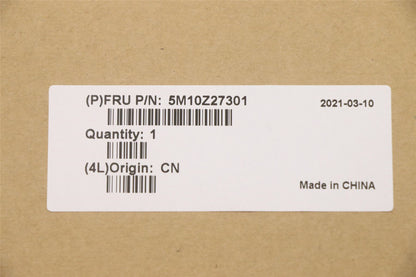 (P)FRU P/N: 5M10Z27301
2021-03-10
Quantity: 1
(4L)Origin: CN
Made in CHINA